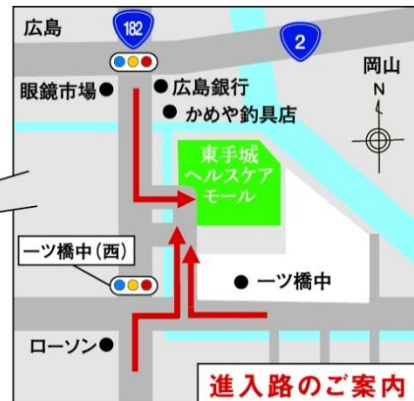 広島
182
2
岡山
眼鏡市場
広島銀行
かめや釣具店
N
東手城
ヘルスケア
モール
一ツ橋中(西)
一ツ橋中
ローソン
進入路のご案内